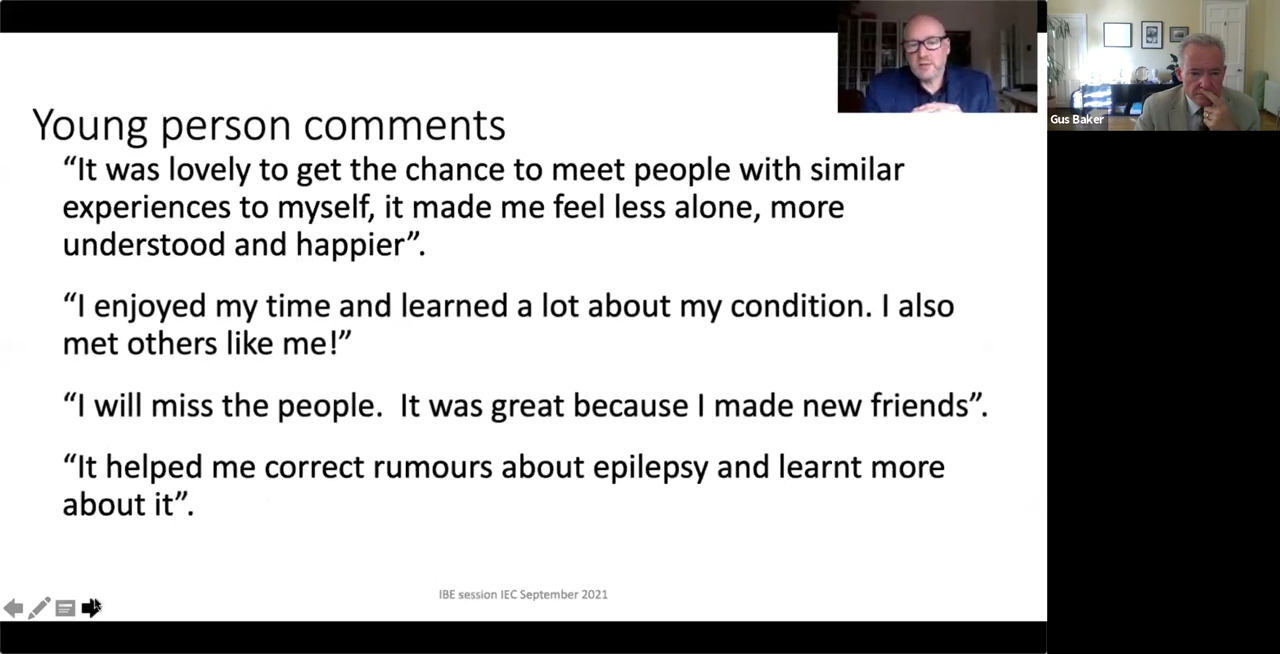 Young person comments
“It was lovely to get the chance to meet people with similar
experiences to myself, it made me feel less alone, more
understood and happier”.
“I enjoyed my time and learned a lot about my condition. I also
met others like me!”
“I will miss the people.  It was great because I made new friends”.
“It helped me correct rumours about epilepsy and learnt more
about it”.
IBE session IEC September 2021
Gus Baker